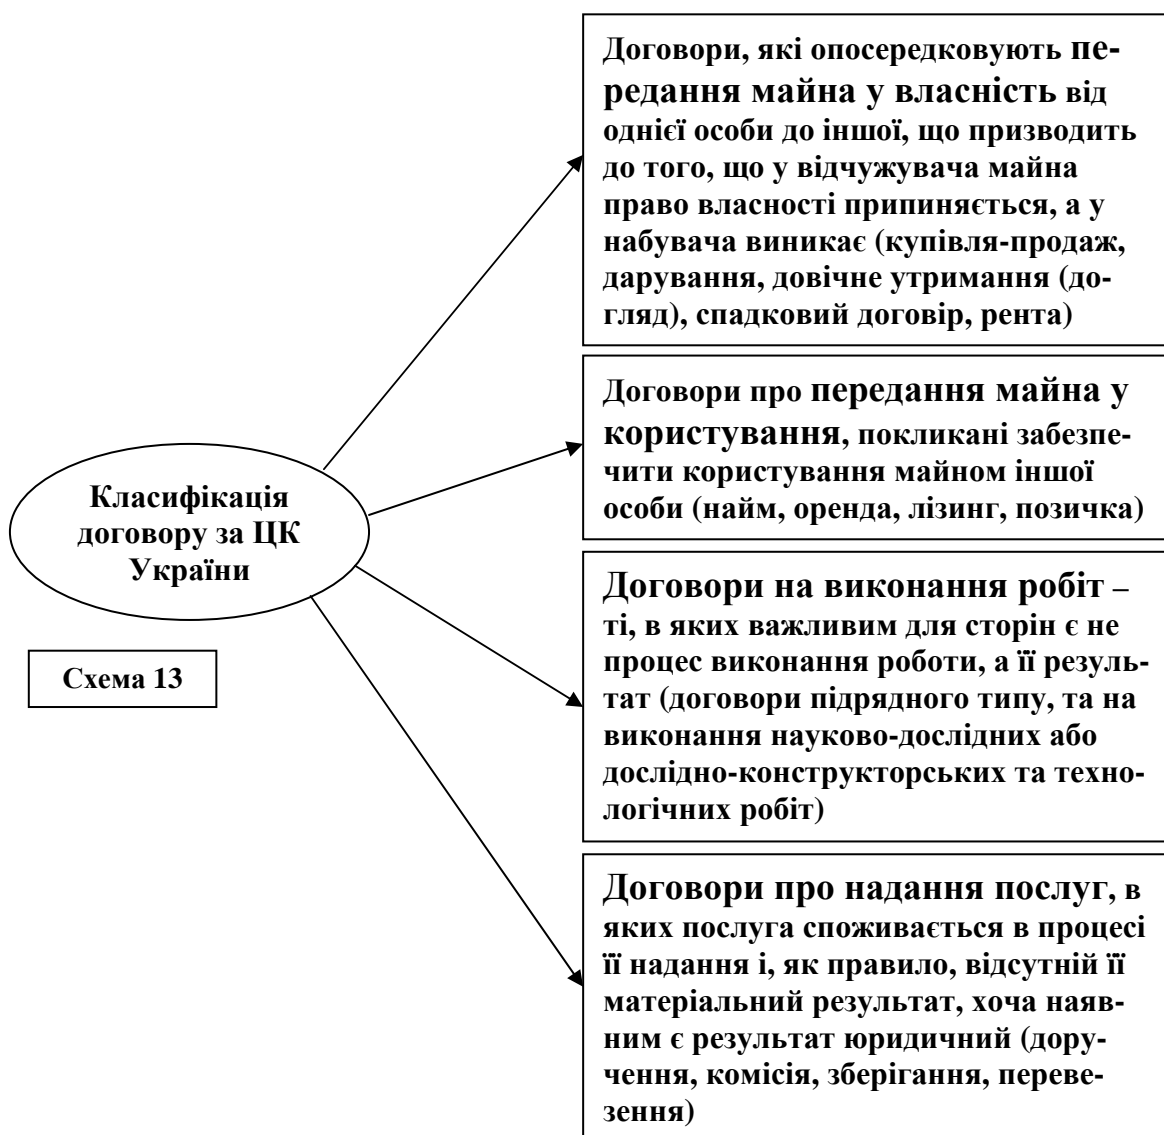 Договори, які опосередковують пе-
редання майна у власність від
однієї особи до іншої, що призводить
до того, що у відчужувача майна
право власності припиняється, а у
набувача виникає (купівля-продаж,
дарування, довічне утримання (до-
гляд), спадковий договір, рента)
Договори про передання майна у
користування, покликані забезпе-
чити користування майном іншої
особи (найм, оренда, лізинг, позичка)
Класифікація
договору за ЦК
України
Схема 13
Договори на виконання робіт –
ті, в яких важливим для сторін є не
процес виконання роботи, а її резуль-
тат (договори підрядного типу, та на
виконання науково-дослідних або
дослідно-конструкторських та техно-
логічних робіт)
Договори про надання послуг, в
яких послуга споживається в процесі
її надання і, як правило, відсутній її
матеріальний результат, хоча наяв-
ним є результат юридичний (дору-
чення, комісія, зберігання, переве-
зення)